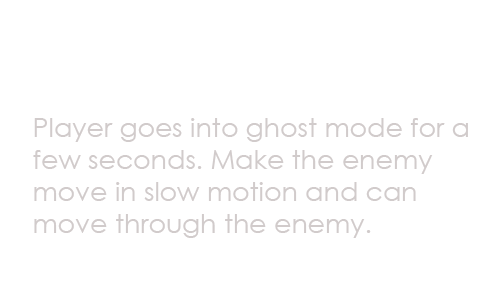 Player goes into ghost mode for a
few seconds. Make the enemy
move in slow motion and can
move through the enemy.